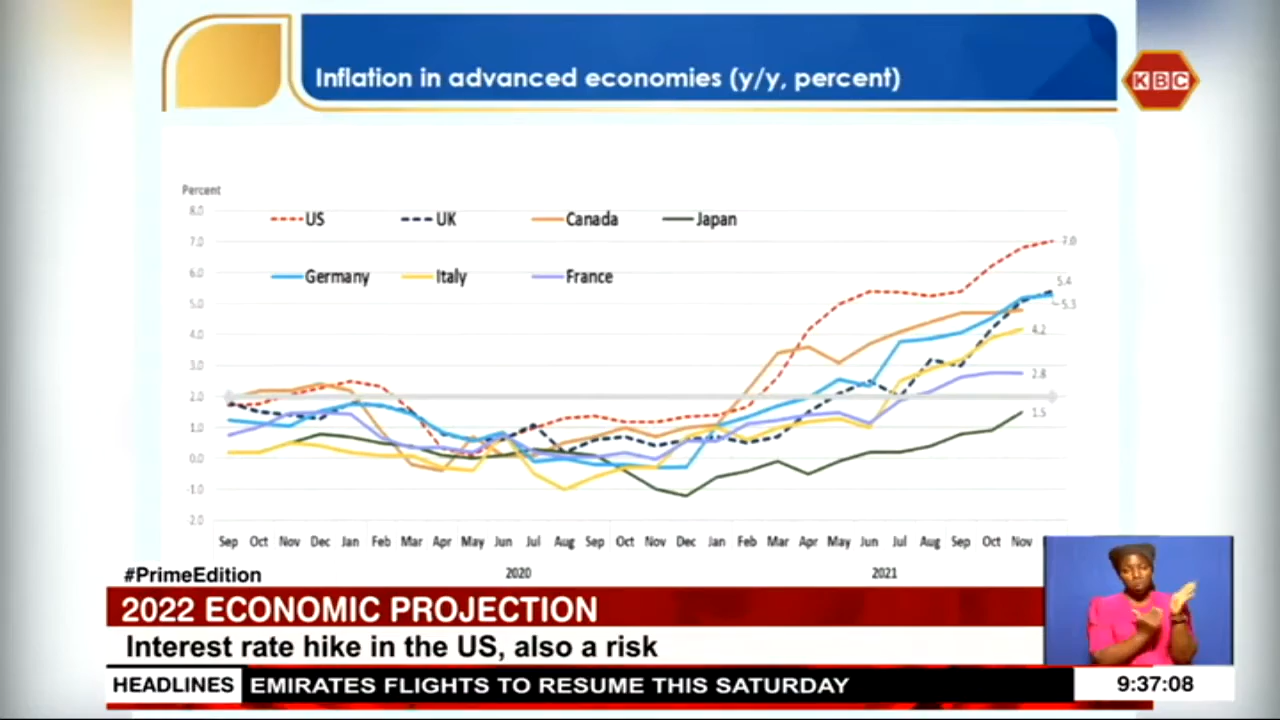 Inflation in advanced economies (y/y, percent)
KBC
Percent
US UK Canada Japan
Germany Italy France
8.0
7.0
6.0
5.0
4.0
3.0
2.0
1.0
0.0
-1.0
-2.0
7.0
5.4
5.3
4.2
2.8
1.5
Sep Oct Nov Dec Jan Feb Mar Apr May Jun Jul Aug Sep Oct Nov Dec Jan Feb Mar Apr May Jun Jul Aug Sep Oct Nov
2020 2021
#PrimeEdition
2022 ECONOMIC PROJECTION
Interest rate hike in the US, also a risk
HEADLINES EMIRATES FLIGHTS TO RESUME THIS SATURDAY
9:37:08